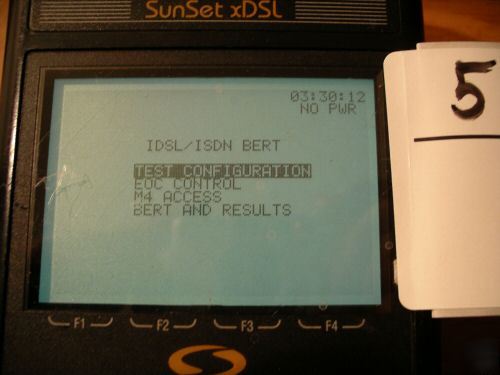 SunSet xDSL
5
03:30:12
NO PWR
IDSL/ISDN BERT
TEST CONFIGURATION
EOC CONTROL
M4 ACCESS
BERT AND RESULTS
F1 F2 F3 F4